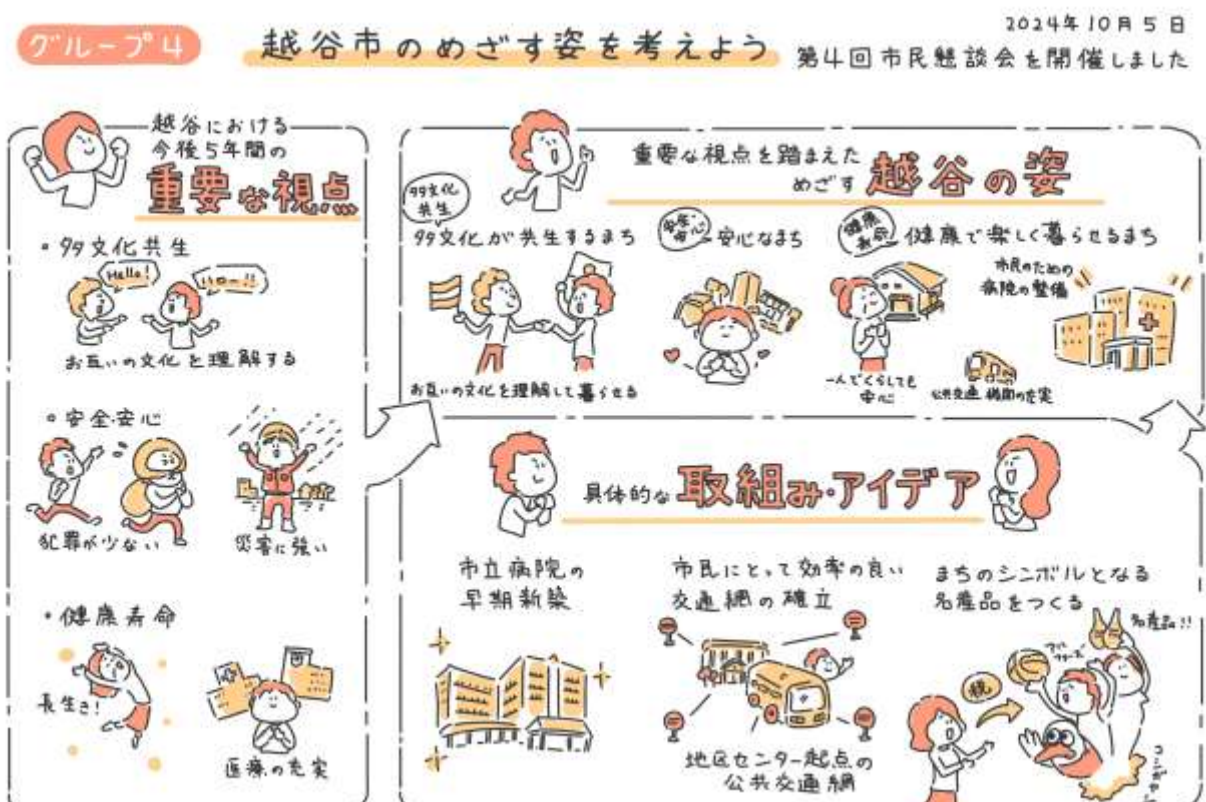 グループ4
越谷市のめざす姿を考えよう
2024年10月5日
第4回市民懇談会を開催しました
越谷における
今後5年間の
重要な視点
・多文化共生
Hello!
ハロー!!
お互いの文化を理解する
・安全・安心
犯罪が少ない
災害に強い
・健康寿命
長生き!
医療の充実
重要な視点を踏まえた
めざす越谷の姿
多文化
共生
多文化が共生するまち
お互いの文化を理解して暮らせる
安全・
安心
安心なまち
健康
寿命
健康で楽しく暮らせるまち
一人でくらしても
安心
市民のための
病院の整備
公共交通機関の充実
具体的な取組み・アイデア
市立病院の
早期新築
市民にとって効率の良い
交通網の確立
地区センター起点の
公共交通網
まちのシンボルとなる
名産品をつくる
名産品!!
税